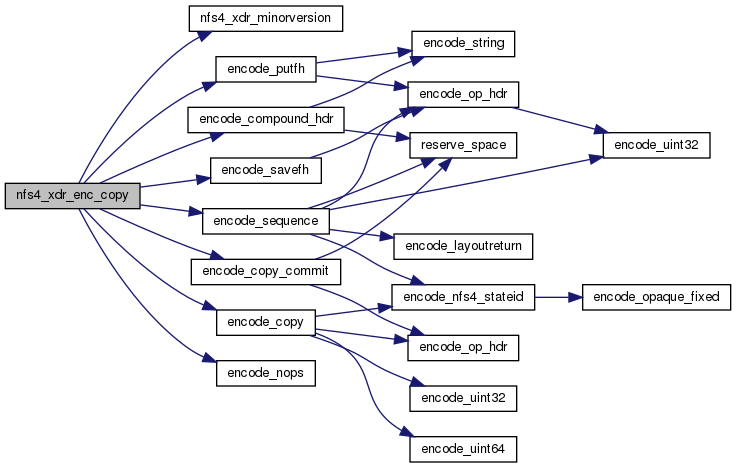 nfs4_xdr_minorversion
encode_string
encode_putfh
encode_op_hdr
encode_compound_hdr
reserve_space
encode_uint32
encode_savefh
nfs4_xdr_enc_copy
encode_sequence
encode_layoutreturn
encode_copy_commit
encode_nfs4_stateid
encode_opaque_fixed
encode_copy
encode_op_hdr
encode_nops
encode_uint32
encode_uint64